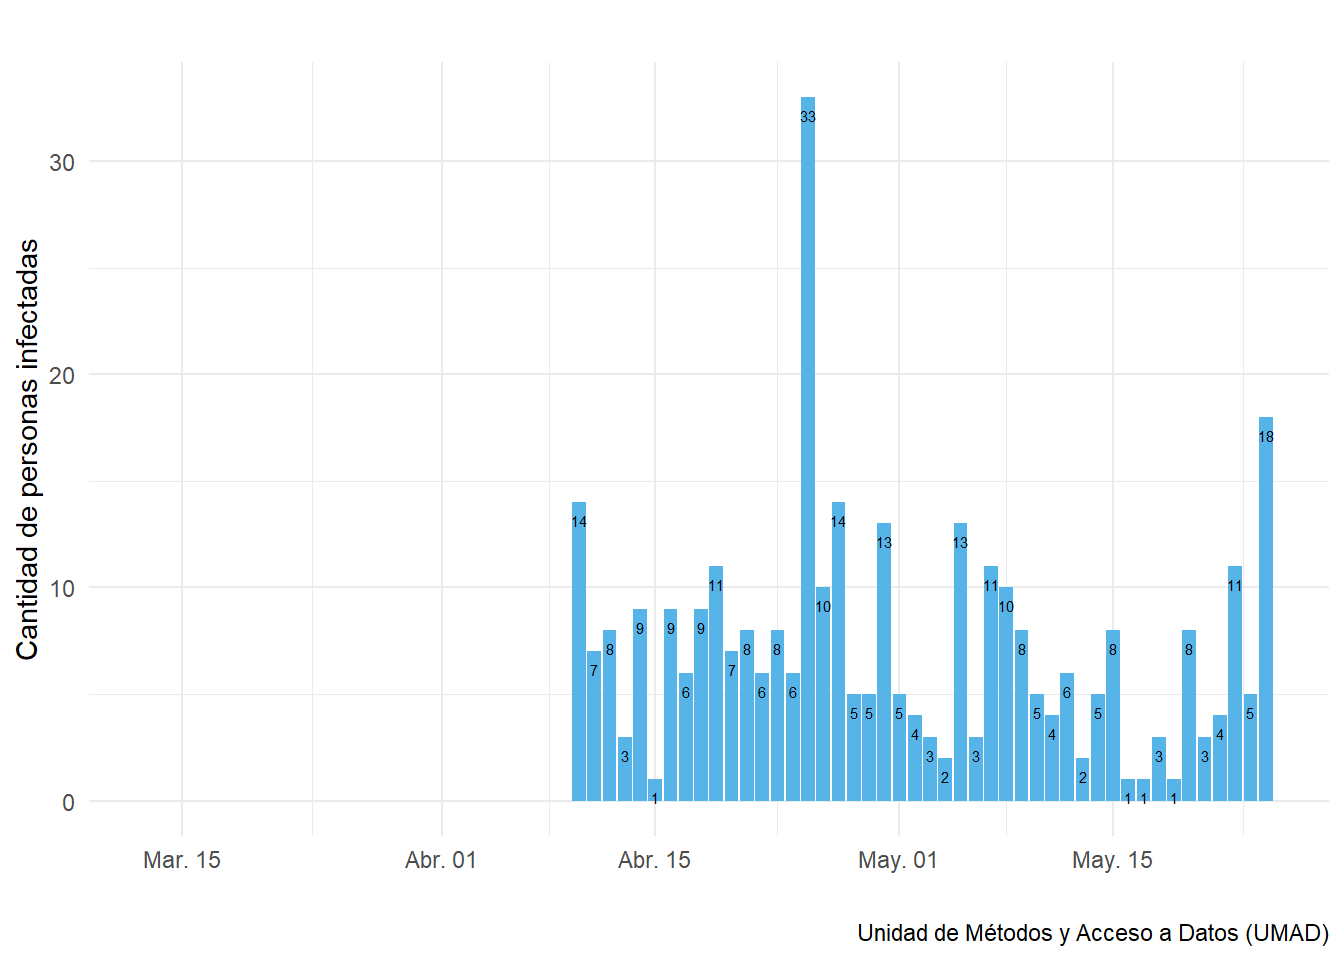 Cantidad de personas infectadas
30
20
10
0
14 7 8 3 9 1 9 6 9 11 7 8 6 8 6 33 10 14 5 5 13 5 4 3 2 13 3 11 10 8 5 4 6 2 5 8 1 1 3 1 8 3 4 11 5 18
Mar. 15 Abr. 01 Abr. 15 May. 01 May. 15
Unidad de Métodos y Acceso a Datos (UMAD)